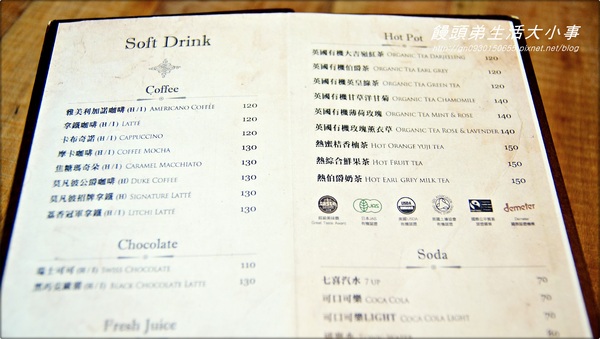 饅頭弟生活大小事
Soft Drink
Coffee
雅美利加諾咖啡 (H/I) Americano Coffee 120
拿鐵咖啡 (H/I) Latte 120
卡布奇諾 (H/I) Cappuccino 120
摩卡咖啡 (H/I) Coffee Mocha 130
焦糖瑪奇朵 (H/I) Caramel Macchiato 130
莫凡彼公爵咖啡 (H) Duke Coffee 130
莫凡彼招牌拿鐵 (H) Signature Latte 130
荔香冠軍拿鐵 (I) Litchi Latte 130
Chocolate
瑞士可可 (H/I) Swiss Chocolate 110
黑巧克力 (H/I) Black Chocolate Latte 130
Fresh Juice
Hot Pot
英國有機大吉嶺紅茶 Organic Tea Darjeeling 120
英國有機伯爵茶 Organic Tea Earl Grey 120
英國有機英皇綠茶 Organic Tea Green Tea 120
英國有機甘草洋甘菊 Organic Tea Chamomile 140
英國有機薄荷玫瑰 Organic Tea Mint & Rose 140
英國有機玫瑰薰衣草 Organic Tea Rose & Lavender 140
熱蜜桔香柚茶 Hot Orange Yuji Tea 150
熱綜合鮮果茶 Hot Fruit Tea 150
熱伯爵奶茶 Hot Earl Grey Milk Tea 150
JAS
USDA
demeter
Great Taste Award
Demeter
Soda
七喜汽水 7 Up 70
可口可樂 Coca Cola 70
可口可樂LIGHT Coca Cola Light 70